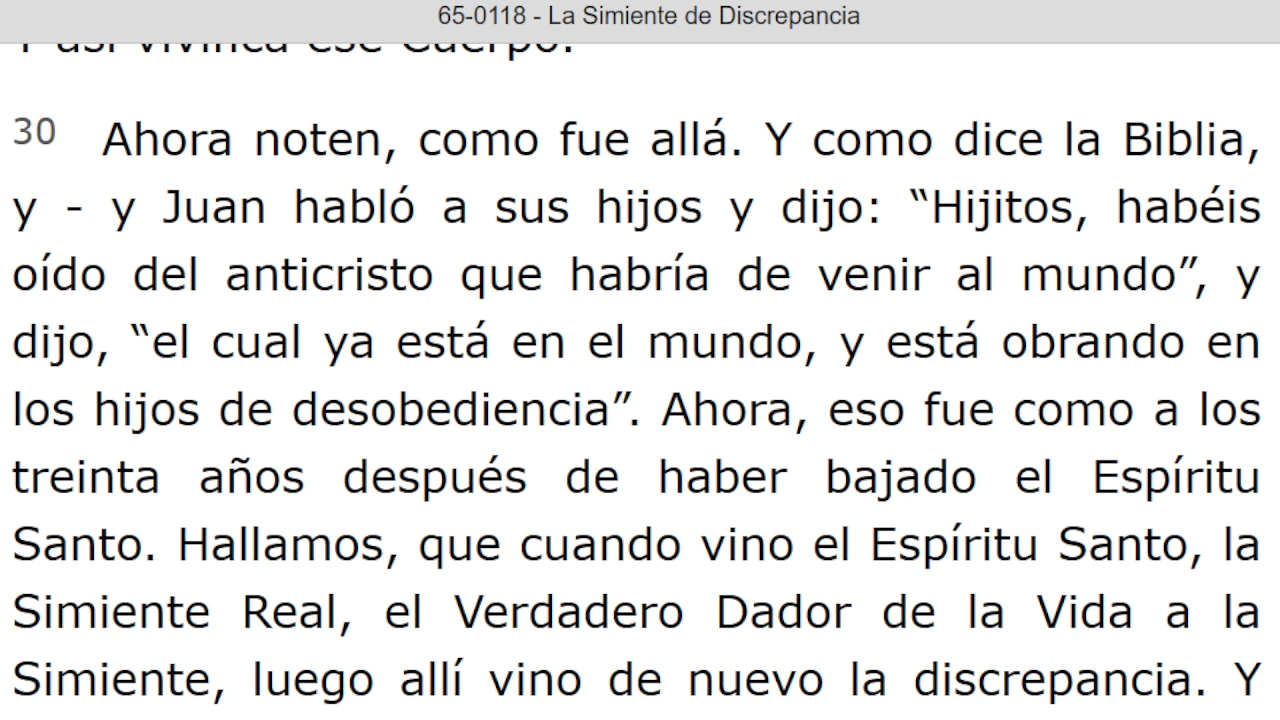 65-0118 - La Simiente de Discrepancia
Y así vivifica ese Cuerpo.
30 Ahora noten, como fue allá. Y como dice la Biblia,
y - y Juan habló a sus hijos y dijo: “Hijitos, habéis
oído del anticristo que habría de venir al mundo”, y
dijo, “el cual ya está en el mundo, y está obrando en
los hijos de desobediencia”. Ahora, eso fue como a los
treinta años después de haber bajado el Espíritu
Santo. Hallamos, que cuando vino el Espíritu Santo, la
Simiente Real, el Verdadero Dador de la Vida a la
Simiente, luego allí vino de nuevo la discrepancia. Y